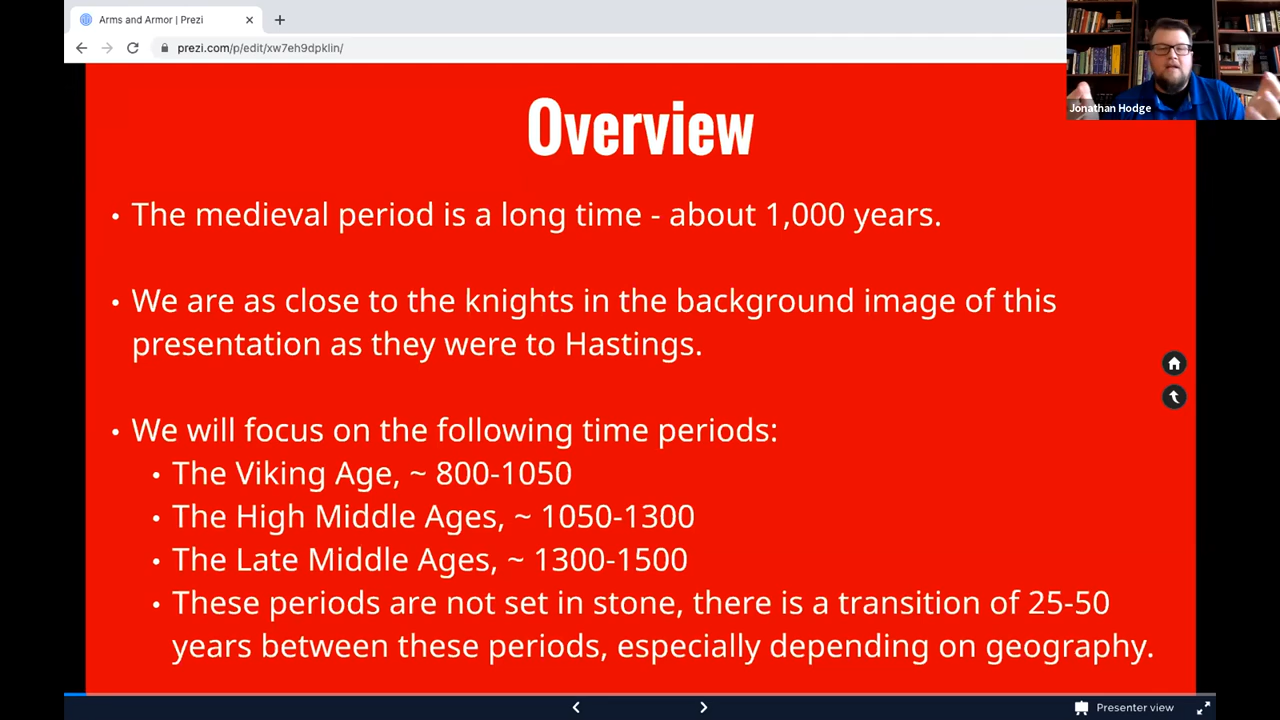 Arms and Armor | Prezi
prezi.com/p/edit/xw7eh9dpklin/
Jonathan Hodge
Overview
• The medieval period is a long time - about 1,000 years.
• We are as close to the knights in the background image of this
presentation as they were to Hastings.
• We will focus on the following time periods:
• The Viking Age, ~ 800-1050
• The High Middle Ages, ~ 1050-1300
• The Late Middle Ages, ~ 1300-1500
• These periods are not set in stone, there is a transition of 25-50
years between these periods, especially depending on geography.
Presenter view